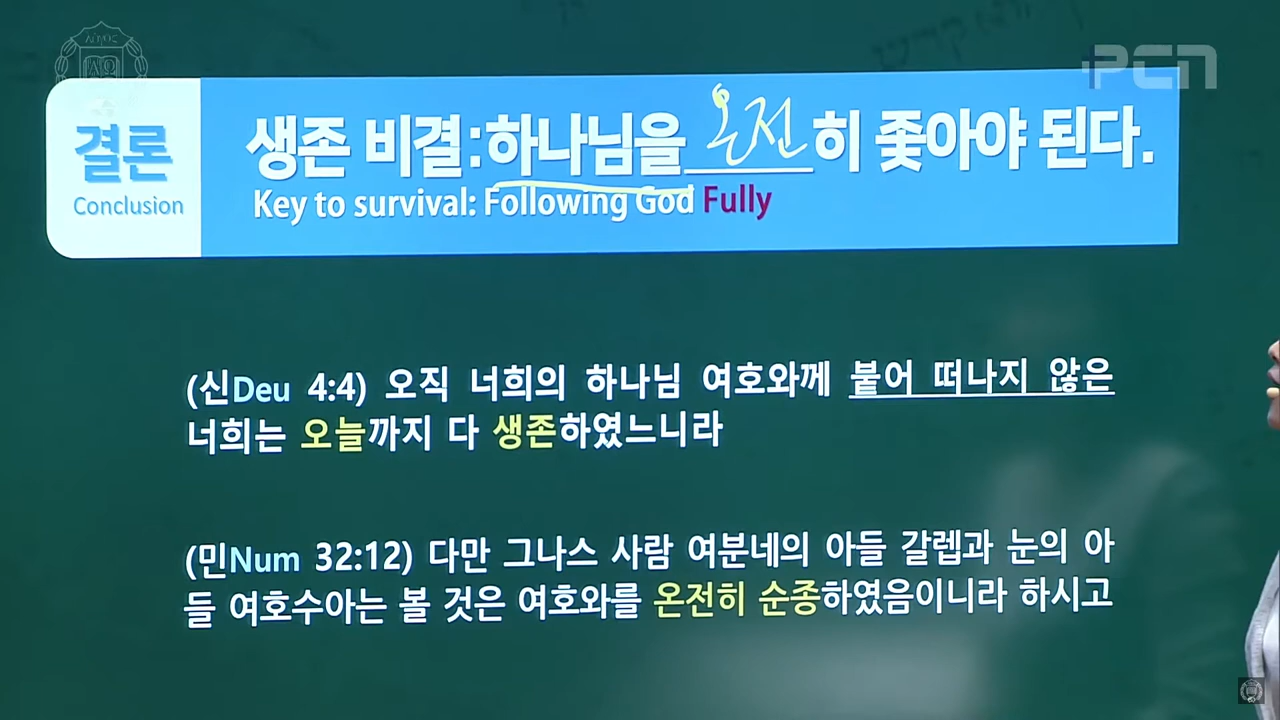 PCN
결론
Conclusion
생존 비결:하나님을 온전히 좇아야 된다.
Key to survival: Following God Fully
(신Deu 4:4) 오직 너희의 하나님 여호와께 붙어 떠나지 않은
너희는 오늘까지 다 생존하였느니라
(민Num 32:12) 다만 그나스 사람 여분네의 아들 갈렙과 눈의 아
들 여호수아는 볼 것은 여호와를 온전히 순종하였음이니라 하시고